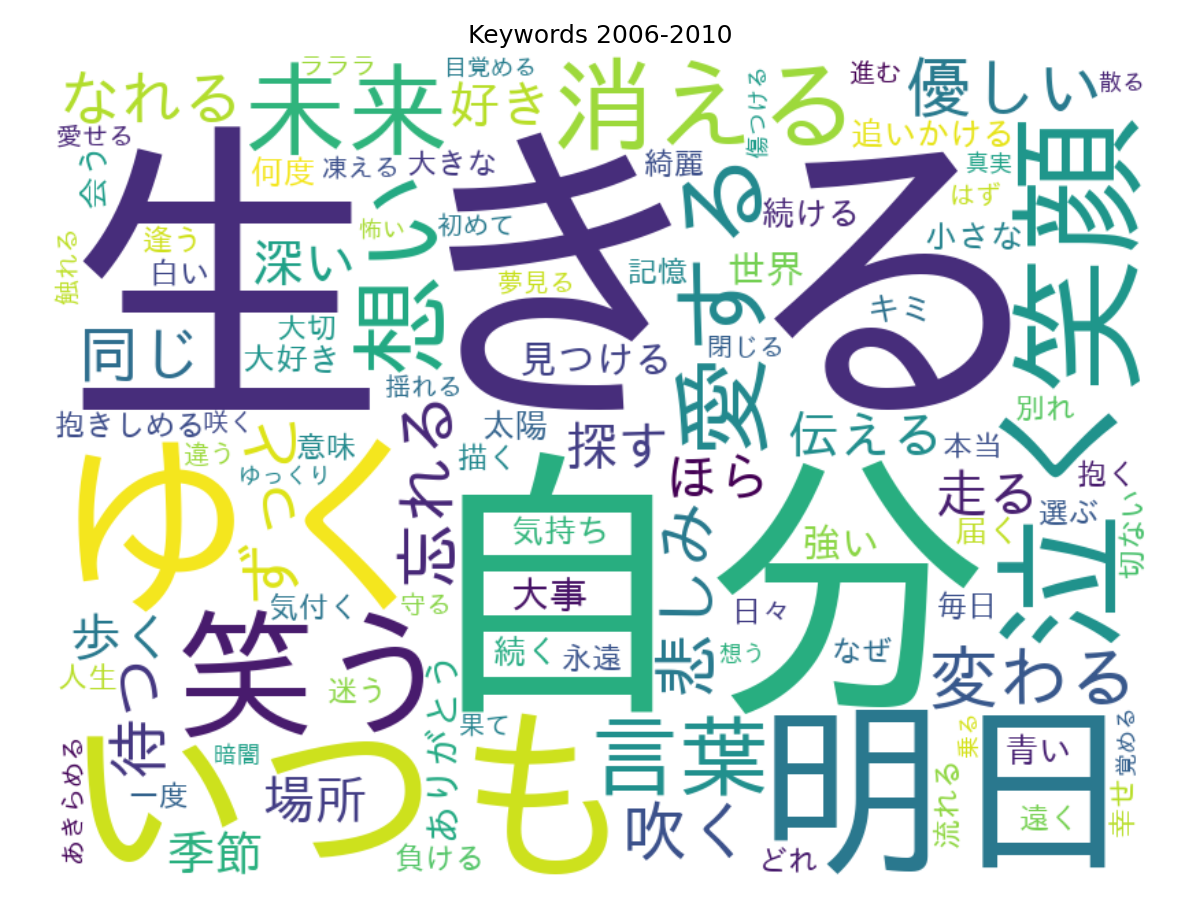 Keywords 2006-2010
なれる
未来
ラララ
目覚める
好き
消える
傷つける
進む
優しい
散る
愛せる
会う
何度
凍える
大きな
綺麗
追いかける
真実
笑顔
生きる
逢う
白い
深い
想い
怖い
初めて
夢見る
記憶
愛する
続ける
世界
はず
小さな
キミ
触れる
同じ
大切
大好き
見つける
閉じる
揺れる
別れ
抱きしめる
咲く
違う
ずっと
意味
ゆっくり
忘れる
太陽
描く
探す
ほら
伝える
本当
泣く
抱く
ゆく
自分
気持ち
大事
続く
永遠
悲しみ
強い
走る
届く
選ぶ
切ない
気付く
守る
日々
毎日
なぜ
想う
歩く
人生
待つ
笑う
迷う
ありがとう
果て
変わる
いつも
言葉
明日
青い
乗る
覚める
あきらめる
一度
暗闇
場所
季節
負ける
吹く
どれ
流れる
遠く
幸せ